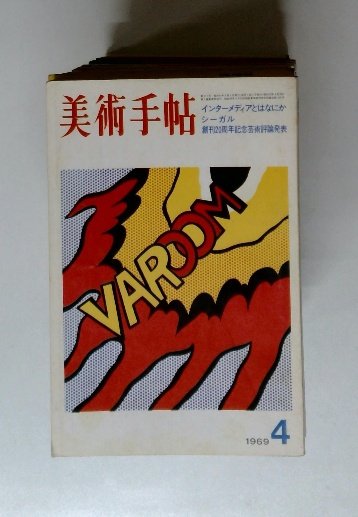 美術手帖
インターメディアとはなにか
シーガル
創刊20周年記念芸術評論発表
VAROOM
1969 4